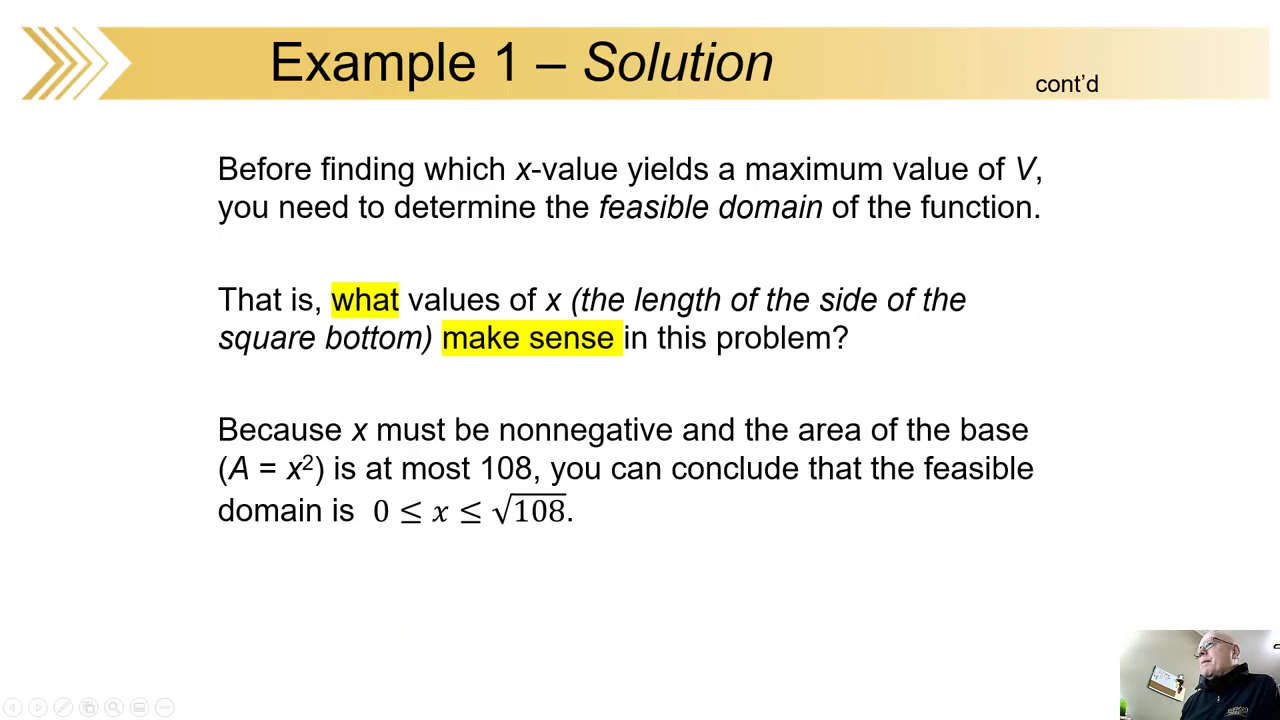 Example 1 – Solution
cont’d
Before finding which x-value yields a maximum value of V,
you need to determine the feasible domain of the function.
That is, what values of x (the length of the side of the
square bottom) make sense in this problem?
Because x must be nonnegative and the area of the base
(A = x²) is at most 108, you can conclude that the feasible
domain is 0 ≤ x ≤ √108.